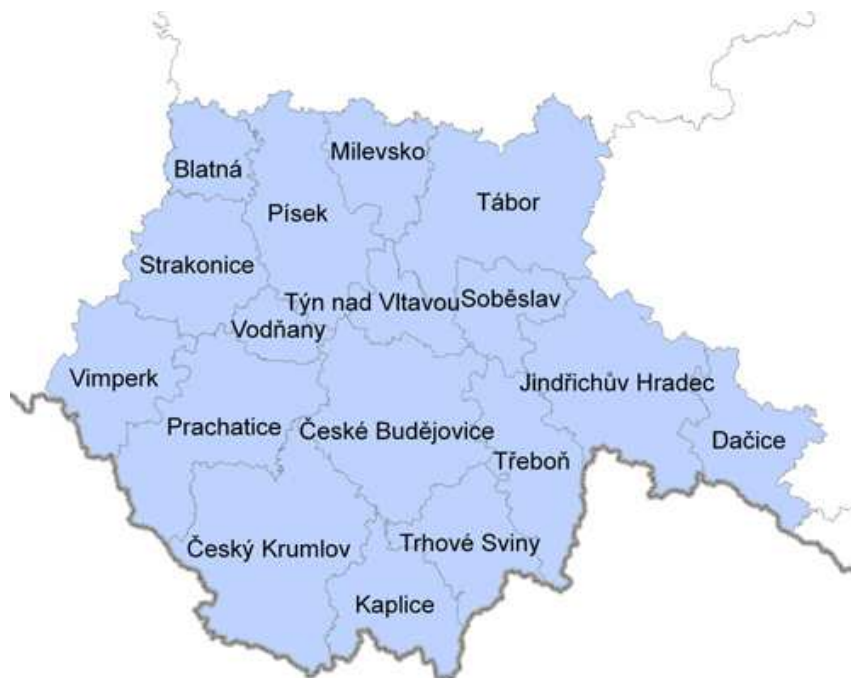 Milevsko
Blatná
Tábor
Písek
Strakonice
Týn nad Vltavou
Soběslav
Vodňany
Vimperk
Jindřichův Hradec
Prachatice
České Budějovice
Dačice
Třeboň
Český Krumlov
Trhové Sviny
Kaplice